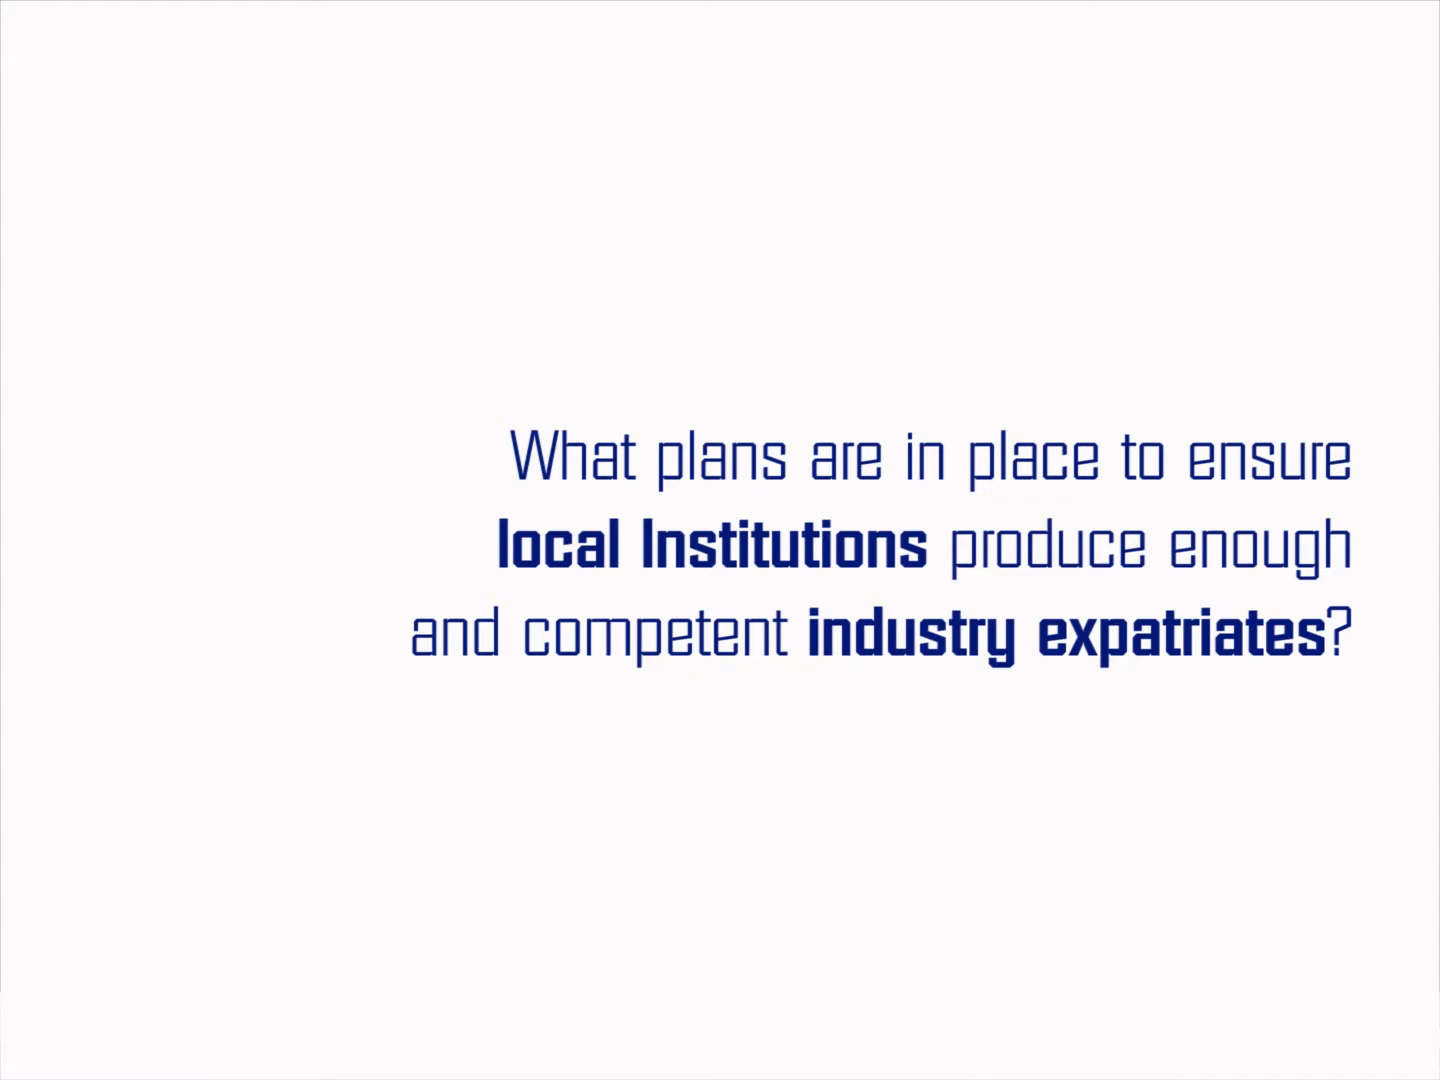 What plans are in place to ensure
local Institutions produce enough
and competent industry expatriates?